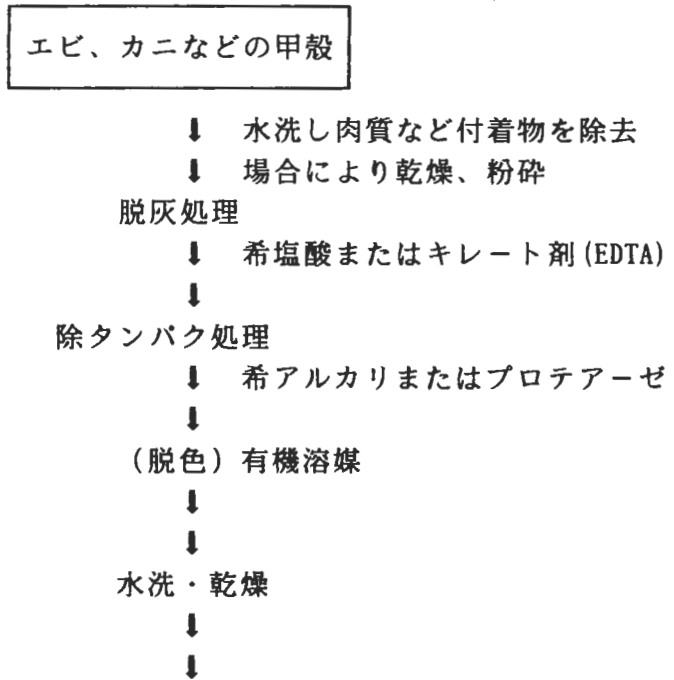 エビ、カニなどの甲殻
⬇ 水洗し肉質など付着物を除去
⬇ 場合により乾燥、粉砕
脱灰処理
⬇ 希塩酸またはキレート剤(EDTA)
⬇
除タンパク処理
⬇ 希アルカリまたはプロテアーゼ
⬇
(脱色)有機溶媒
⬇
⬇
水洗・乾燥
⬇
⬇